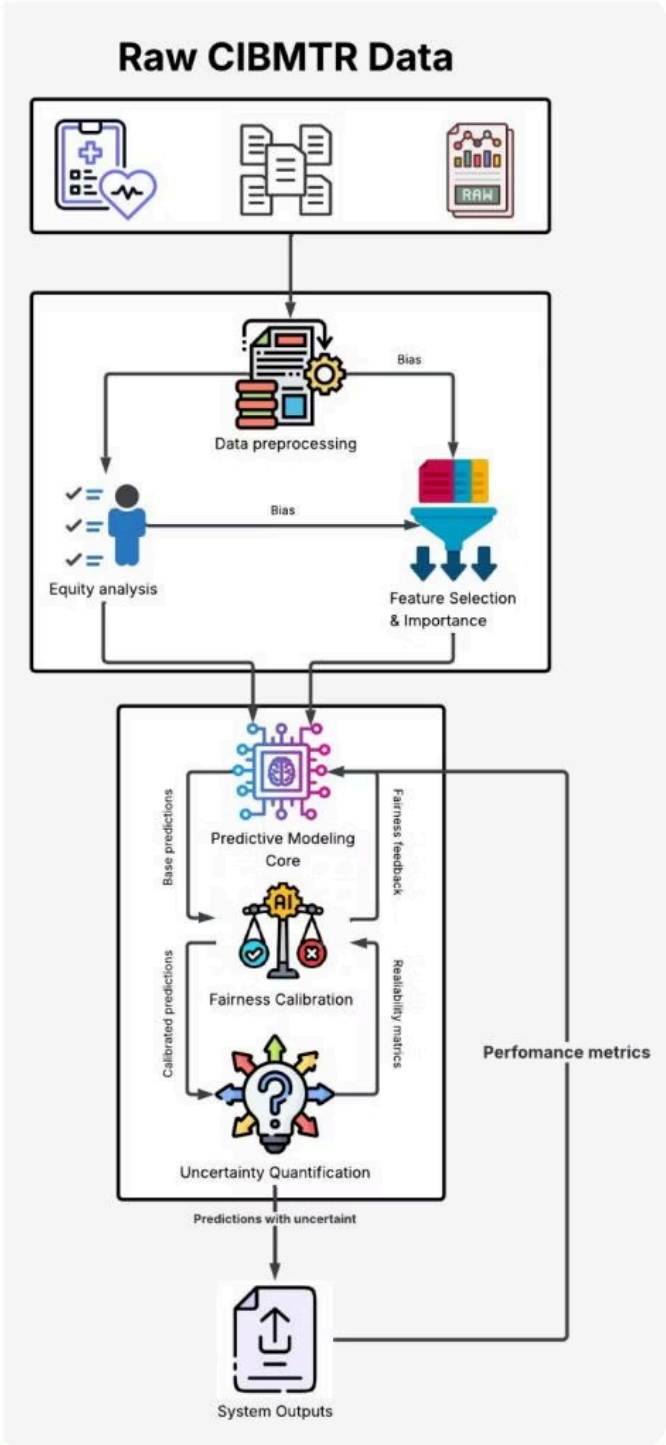 Raw CIBMTR Data
RAW
Bias
Data preprocessing
Bias
Equity analysis
Feature Selection
& Importance
Base predictions
Fairness feedback
Predictive Modeling
Core
AI
Fairness Calibration
Calibrated predictions
Realiability matrics
Perfomance metrics
Uncertainty Quantification
Predictions with uncertaint
System Outputs